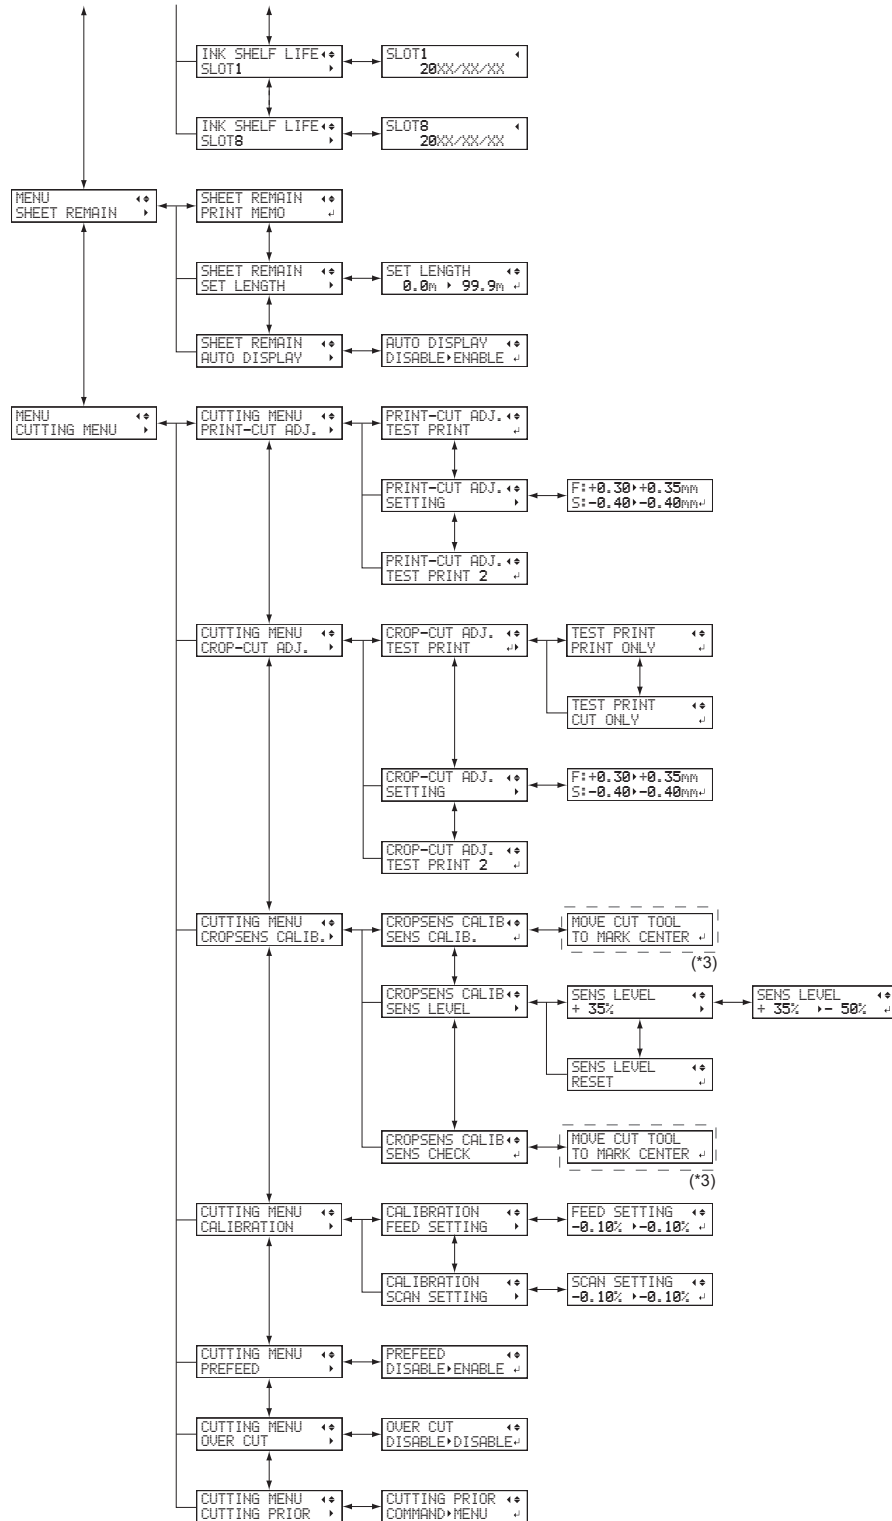 INK SHELF LIFE
SLOT1
SLOT1
20XX/XX/XX
INK SHELF LIFE
SLOT8
SLOT8
20XX/XX/XX
MENU
SHEET REMAIN
SHEET REMAIN
PRINT MEMO
SHEET REMAIN
SET LENGTH
SET LENGTH
0.0m 99.9m
SHEET REMAIN
AUTO DISPLAY
AUTO DISPLAY
DISABLE ENABLE
MENU
CUTTING MENU
CUTTING MENU
PRINT-CUT ADJ.
PRINT-CUT ADJ.
TEST PRINT
PRINT-CUT ADJ.
SETTING
F:+0.30 +0.35mm
S:-0.40 -0.40mm
PRINT-CUT ADJ.
TEST PRINT 2
CUTTING MENU
CROP-CUT ADJ.
CROP-CUT ADJ.
TEST PRINT
TEST PRINT
PRINT ONLY
TEST PRINT
CUT ONLY
CROP-CUT ADJ.
SETTING
F:+0.30 +0.35mm
S:-0.40 -0.40mm
CROP-CUT ADJ.
TEST PRINT 2
CUTTING MENU
CROPSENS CALIB.
CROPSENS CALIB
SENS CALIB.
MOVE CUT TOOL
TO MARK CENTER
(*3)
CROPSENS CALIB
SENS LEVEL
SENS LEVEL
+ 35%
SENS LEVEL
+ 35% - 50%
SENS LEVEL
RESET
CROPSENS CALIB
SENS CHECK
MOVE CUT TOOL
TO MARK CENTER
(*3)
CUTTING MENU
CALIBRATION
CALIBRATION
FEED SETTING
FEED SETTING
-0.10% -0.10%
CALIBRATION
SCAN SETTING
SCAN SETTING
-0.10% -0.10%
CUTTING MENU
PREFEED
PREFEED
DISABLE ENABLE
CUTTING MENU
OVER CUT
OVER CUT
DISABLE DISABLE
CUTTING MENU
CUTTING PRIOR
CUTTING PRIOR
COMMAND MENU